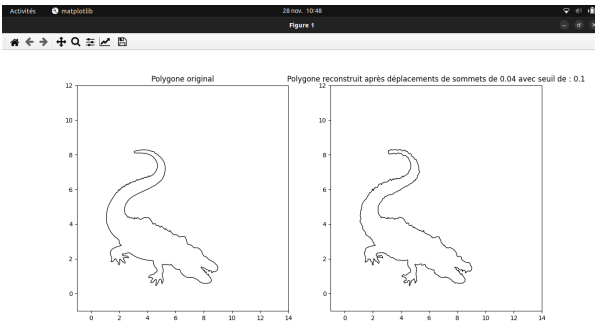 Activités matplotlib 28 nov. 10:48
Figure 1
Polygone original
Polygone reconstruit après déplacements de sommets de 0.04 avec seuil de : 0.1
12
10
8
6
4
2
0
0 2 4 6 8 10 12 14
12
10
8
6
4
2
0
0 2 4 6 8 10 12 14